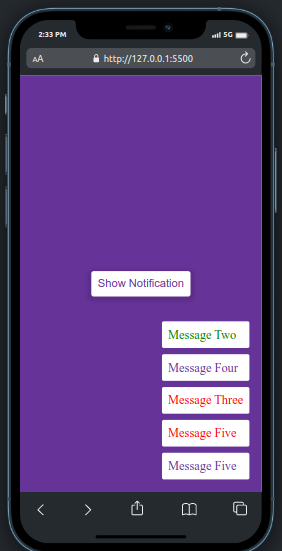 2:33 PM
5G
AA
http://127.0.0.1:5500
Show Notification
Message Two
Message Four
Message Three
Message Five
Message Five